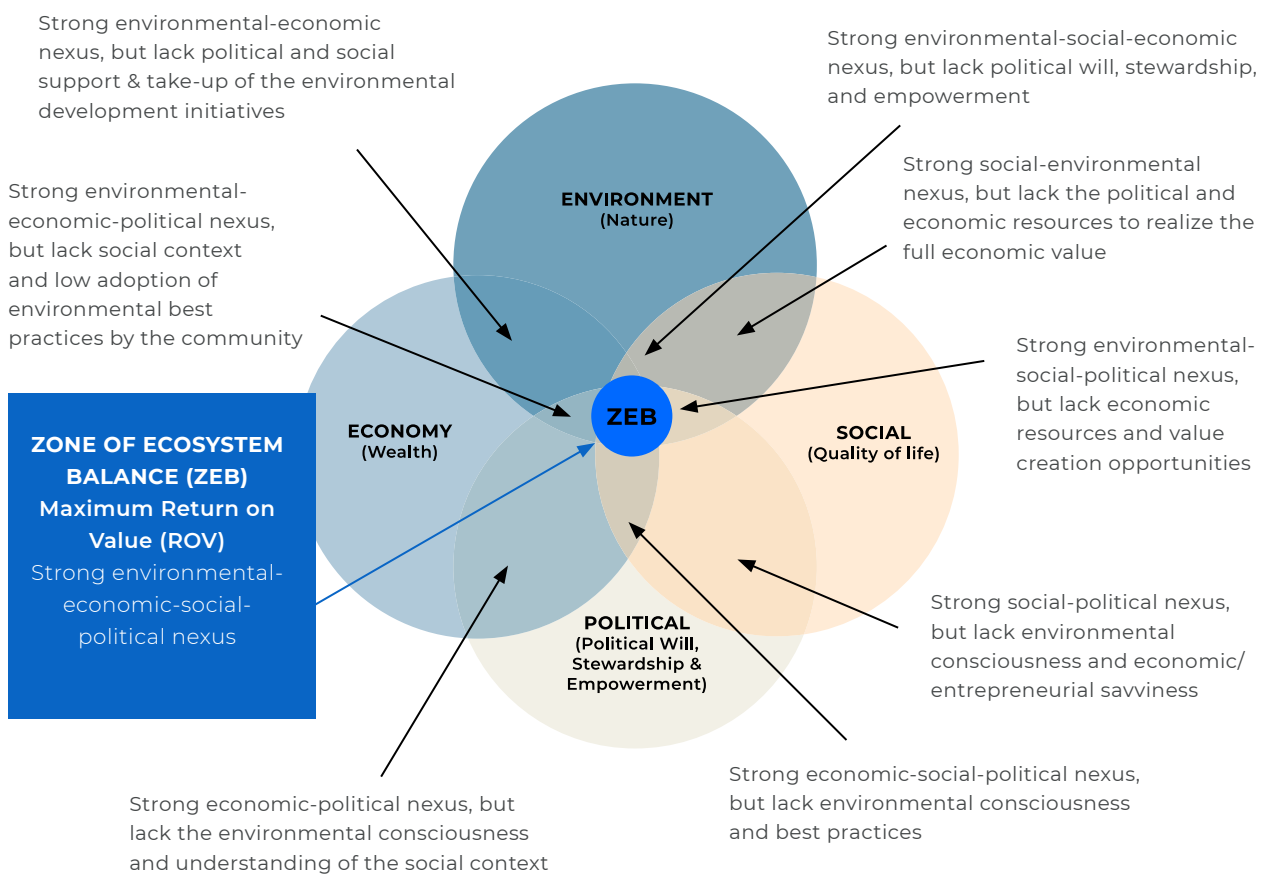 Strong environmental-economic
nexus, but lack political and social
support & take-up of the environmental
development initiatives
Strong environmental-social-economic
nexus, but lack political will, stewardship,
and empowerment
Strong environmental-
economic-political nexus,
but lack social context
and low adoption of
environmental best
practices by the community
ENVIRONMENT
(Nature)
Strong social-environmental
nexus, but lack the political and
economic resources to realize the
full economic value
Strong environmental-
social-political nexus,
but lack economic
resources and value
creation opportunities
ZEB
ECONOMY
(Wealth)
SOCIAL
(Quality of life)
ZONE OF ECOSYSTEM
BALANCE (ZEB)
Maximum Return on
Value (ROV)
Strong environmental-
economic-social-
political nexus
POLITICAL
(Political Will,
Stewardship &
Empowerment)
Strong social-political nexus,
but lack environmental
consciousness and economic/
entrepreneurial savviness
Strong economic-political nexus, but
lack the environmental consciousness
and understanding of the social context
Strong economic-social-political nexus,
but lack environmental consciousness
and best practices